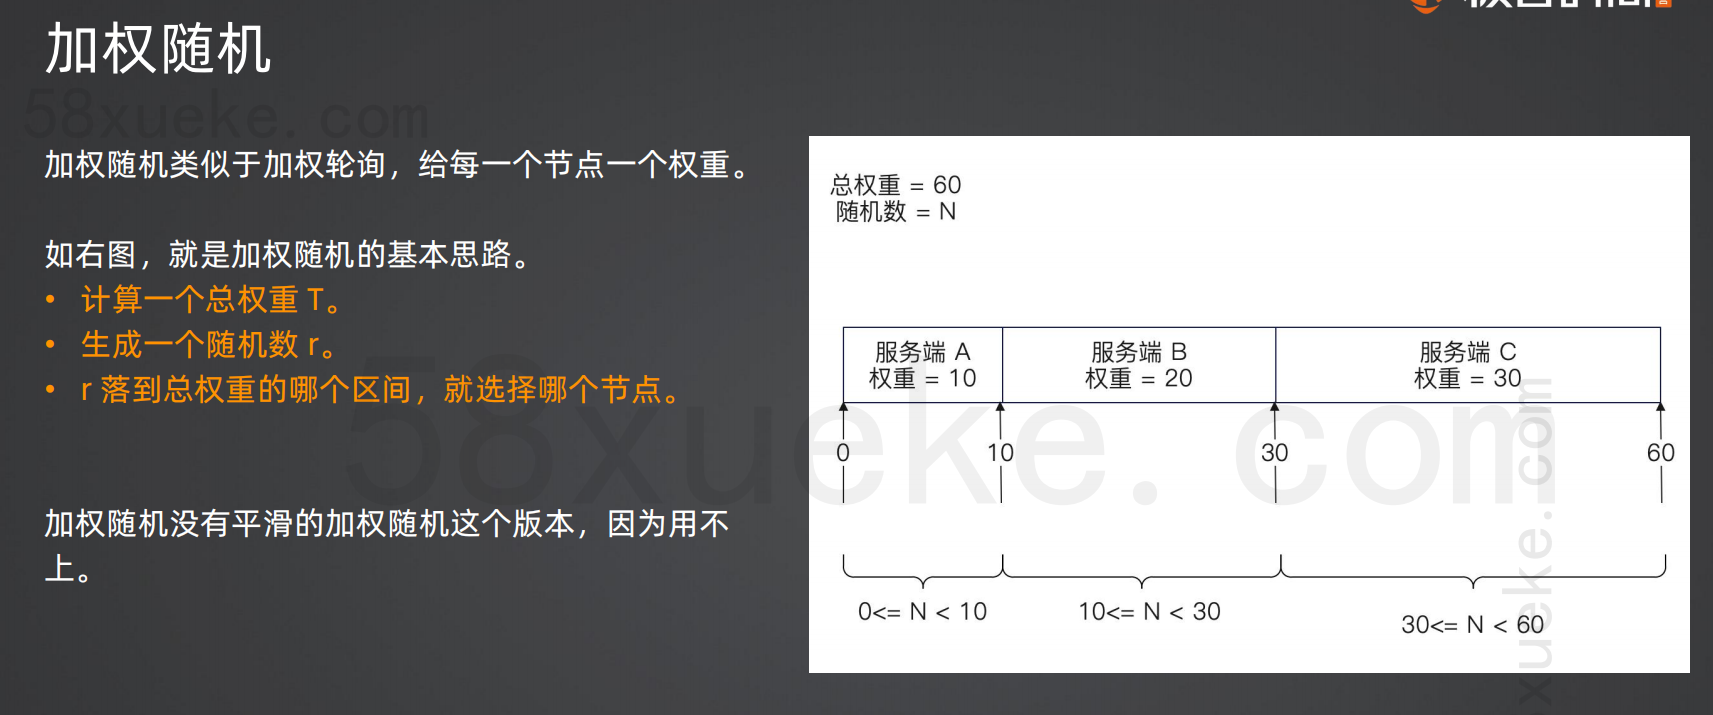 加权随机
58xueke.com
加权随机类似于加权轮询，给每一个节点一个权重。
如右图，就是加权随机的基本思路。
• 计算一个总权重 T。
• 生成一个随机数 r。
• r 落到总权重的哪个区间，就选择哪个节点。
加权随机没有平滑的加权随机这个版本，因为用不
上。
总权重 = 60
随机数 = N
服务端 A
权重 = 10
服务端 B
权重 = 20
服务端 C
权重 = 30
0
10
30
60
0<= N < 10
10<= N < 30
30<= N < 60
58xueke.com
xueke.com